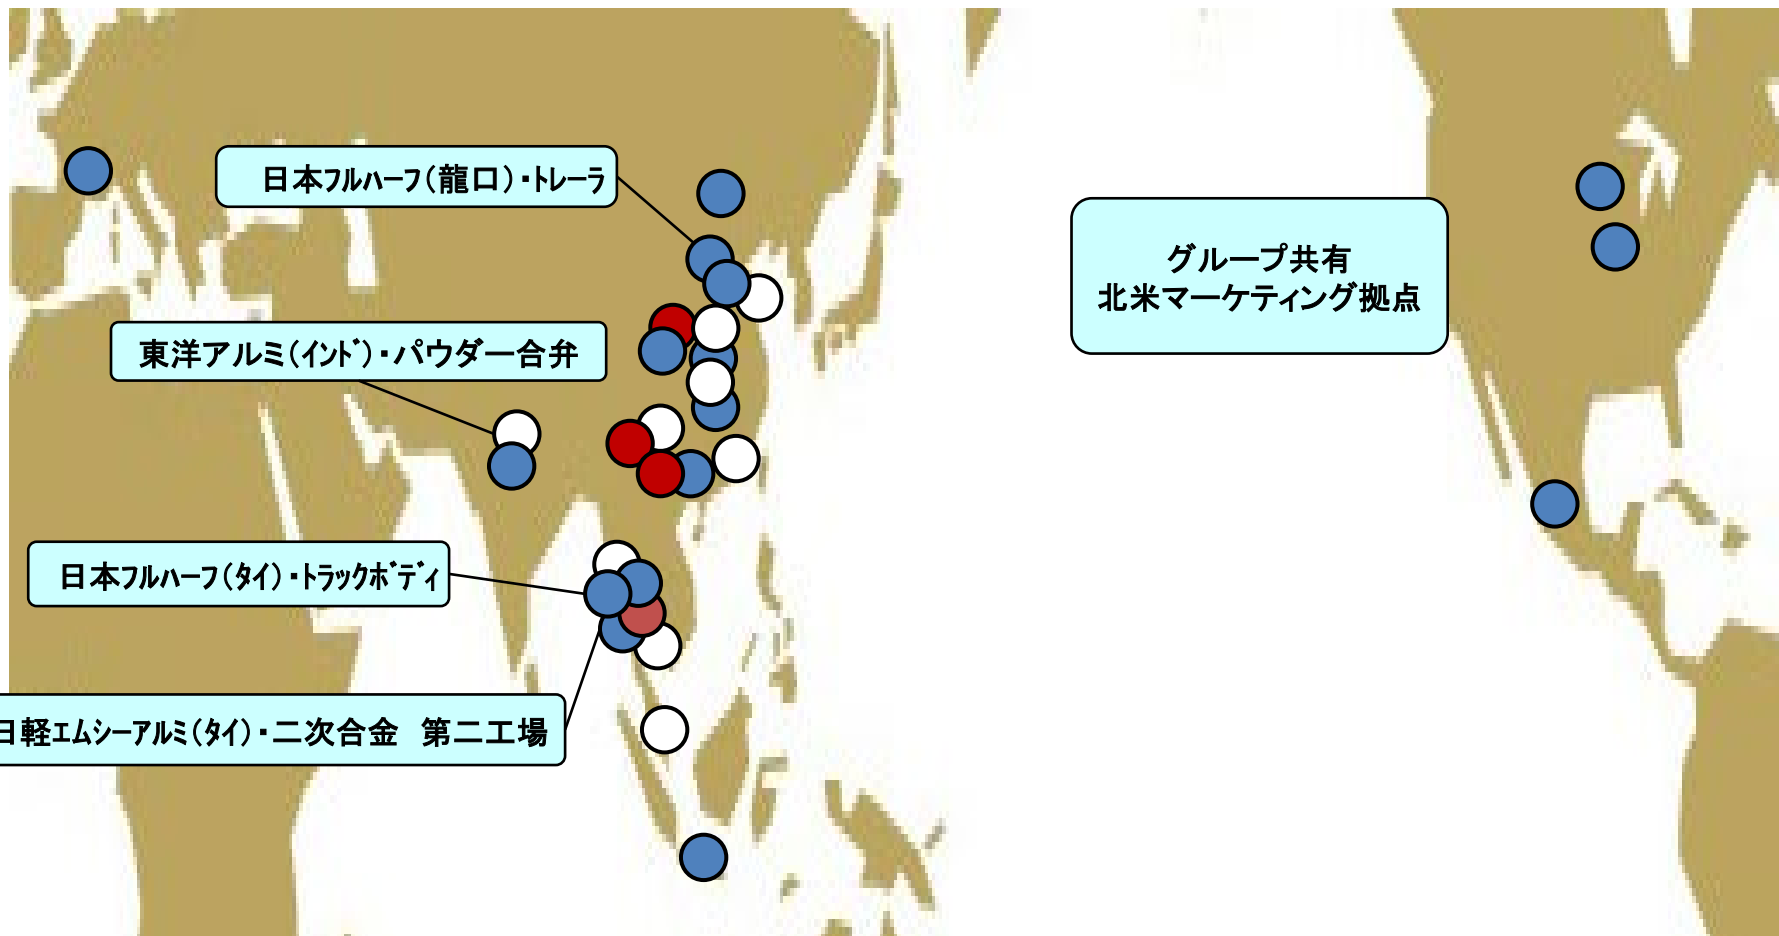 日本フルハーフ（龍口）・トレーラ
グループ共有
北米マーケティング拠点
東洋アルミ（ｲﾝﾄﾞ）・パウダー合弁
日本フルハーフ（タイ）・ﾄﾗｯｸﾎﾞﾃﾞｨ
日軽ｴﾑｼｰｱﾙﾐ（ﾀｲ）・二次合金　第二工場